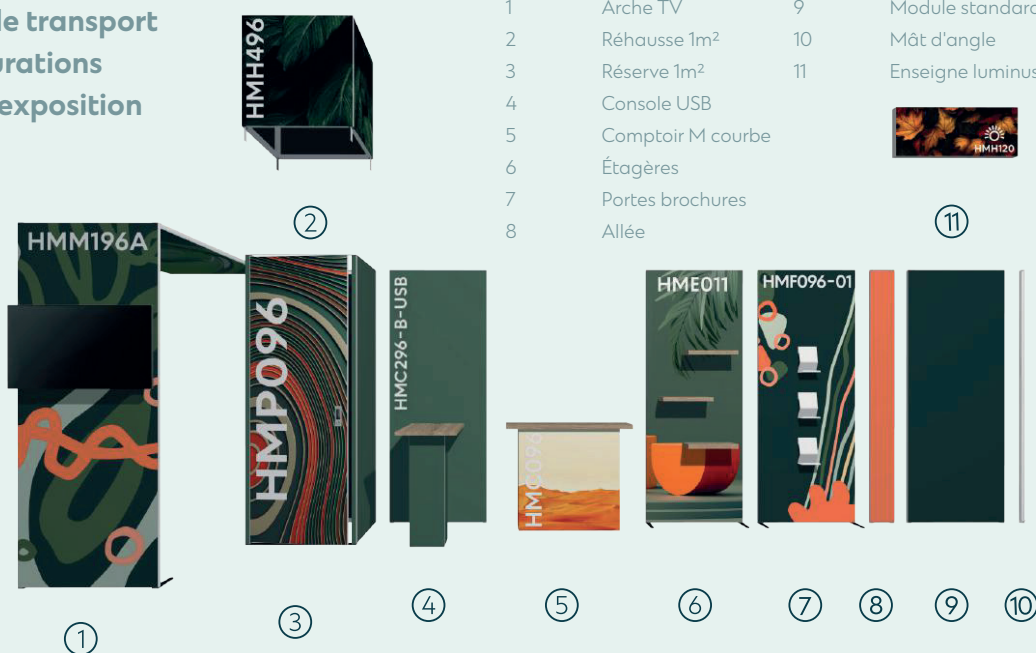 le transport
urations
exposition
1 Arche TV
2 Réhausse 1m²
3 Réserve 1m²
4 Console USB
5 Comptoir M courbe
6 Étagères
7 Portes brochures
8 Allée
9 Module standard
10 Mât d'angle
11 Enseigne luminus
HMH496
2
HMH120
11
HMM196A
HMP096
HMC296-B-USB
HMC096
HME011
HMF096-01
1
3
4
5
6
7
8
9
10